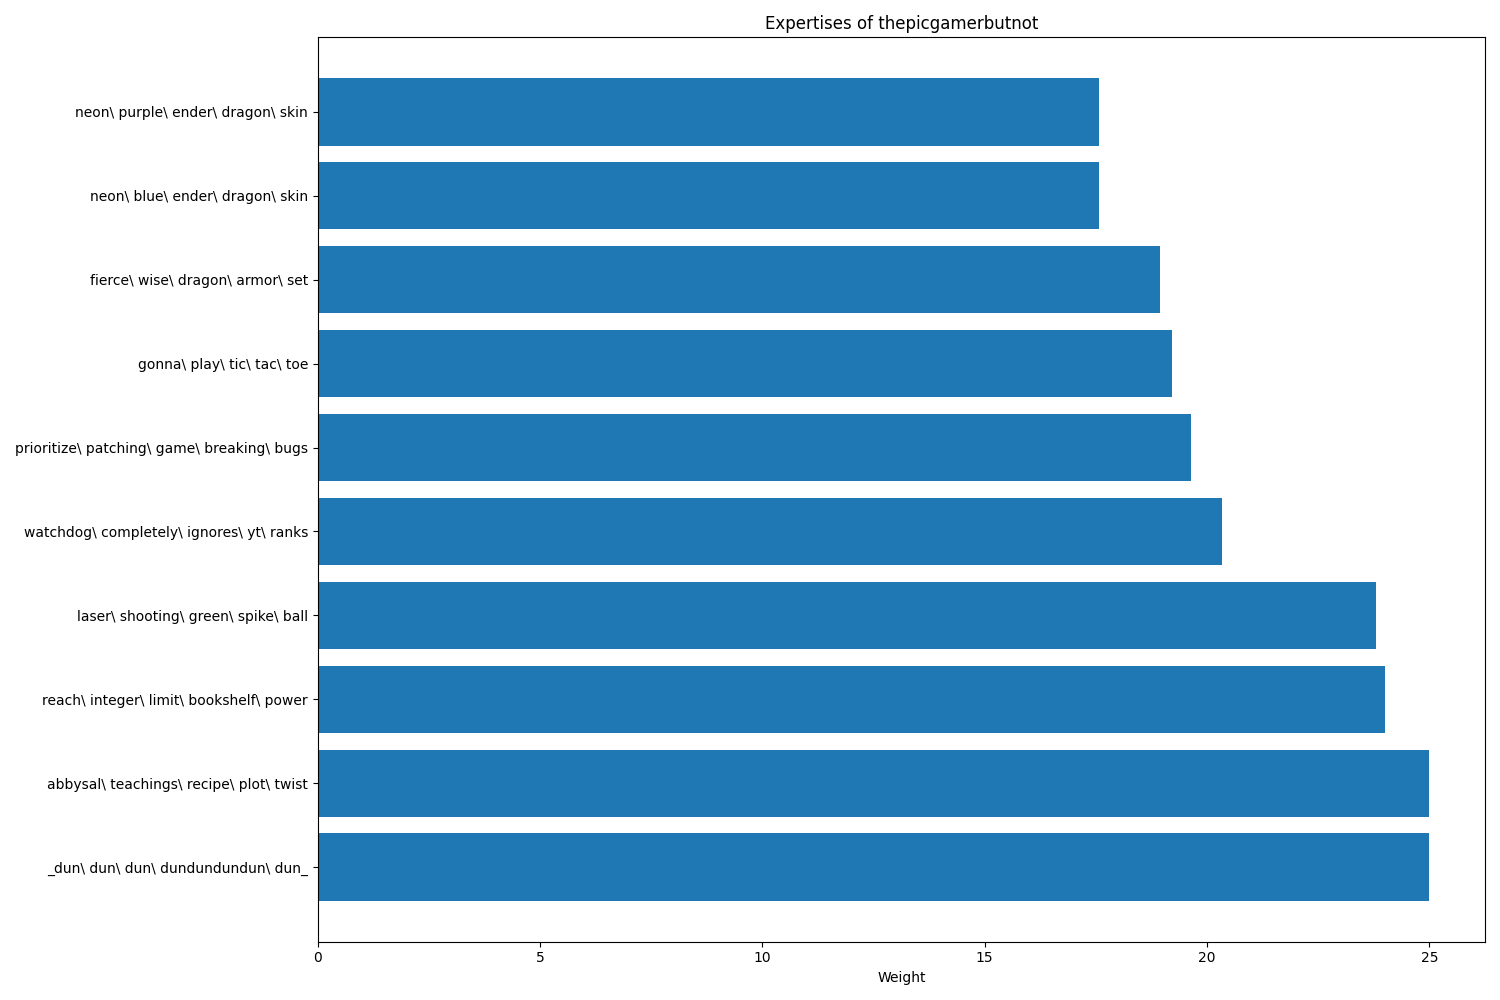 Expertises of thepicgamerbutnot
neon\ purple\ ender\ dragon\ skin
neon\ blue\ ender\ dragon\ skin
fierce\ wise\ dragon\ armor\ set
gonna\ play\ tic\ tac\ toe
prioritize\ patching\ game\ breaking\ bugs
watchdog\ completely\ ignores\ yt\ ranks
laser\ shooting\ green\ spike\ ball
reach\ integer\ limit\ bookshelf\ power
abbysal\ teachings\ recipe\ plot\ twist
_dun\ dun\ dun\ dundundundun\ dun_
0 5 10 15 20 25
Weight